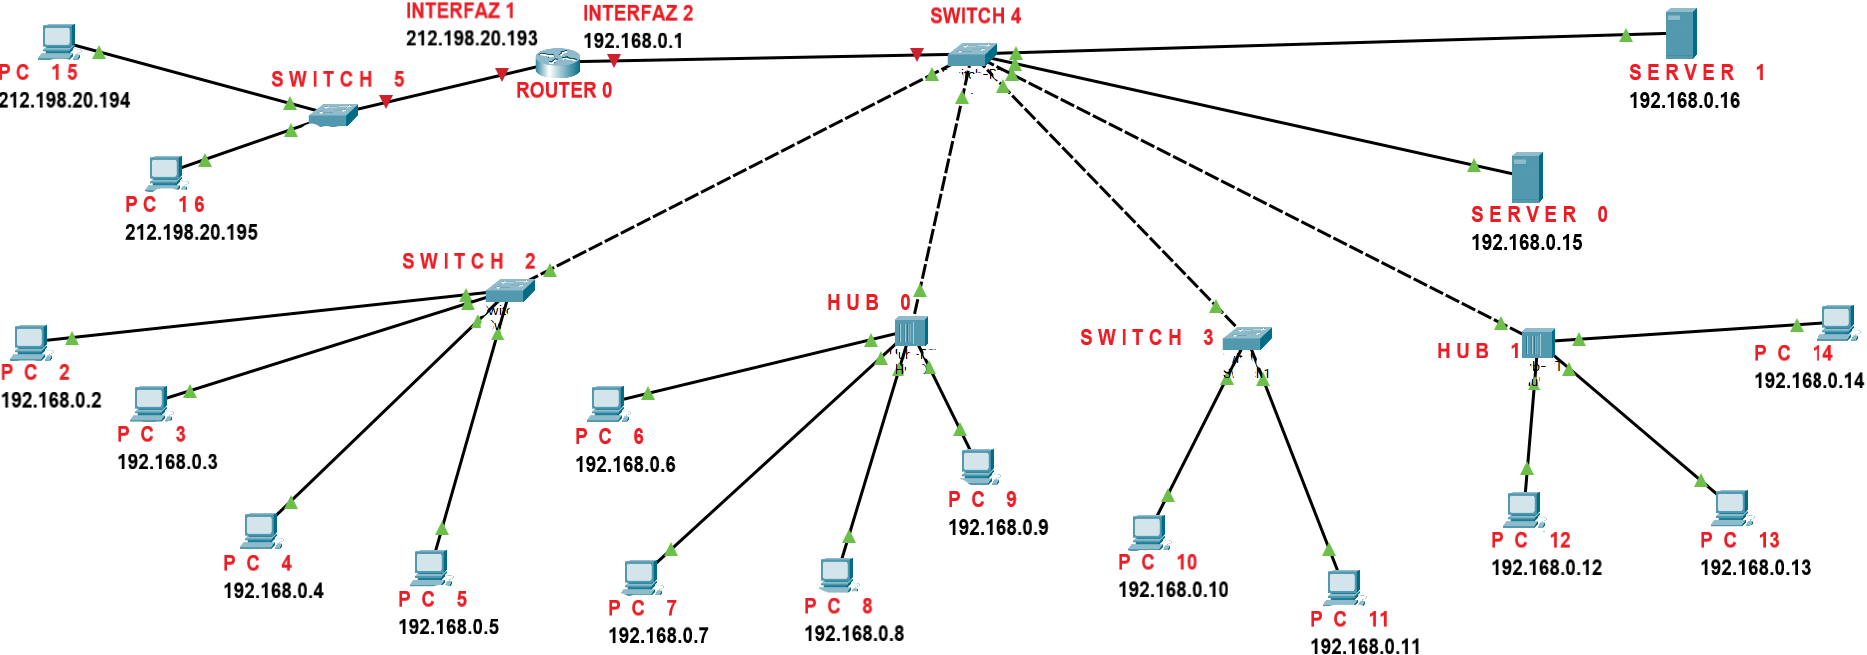 INTERFAZ 1
212.198.20.193
INTERFAZ 2
192.168.0.1
SWITCH 4
PC 15
212.198.20.194
SWITCH 5
ROUTER 0
SERVER 1
192.168.0.16
PC 16
212.198.20.195
SERVER 0
192.168.0.15
SWITCH 2
HUB 0
SWITCH 3
HUB 1
PC 14
192.168.0.14
PC 2
192.168.0.2
PC 3
192.168.0.3
PC 6
192.168.0.6
PC 9
192.168.0.9
PC 4
192.168.0.4
PC 5
192.168.0.5
PC 7
192.168.0.7
PC 8
192.168.0.8
PC 10
192.168.0.10
PC 11
192.168.0.11
PC 12
192.168.0.12
PC 13
192.168.0.13